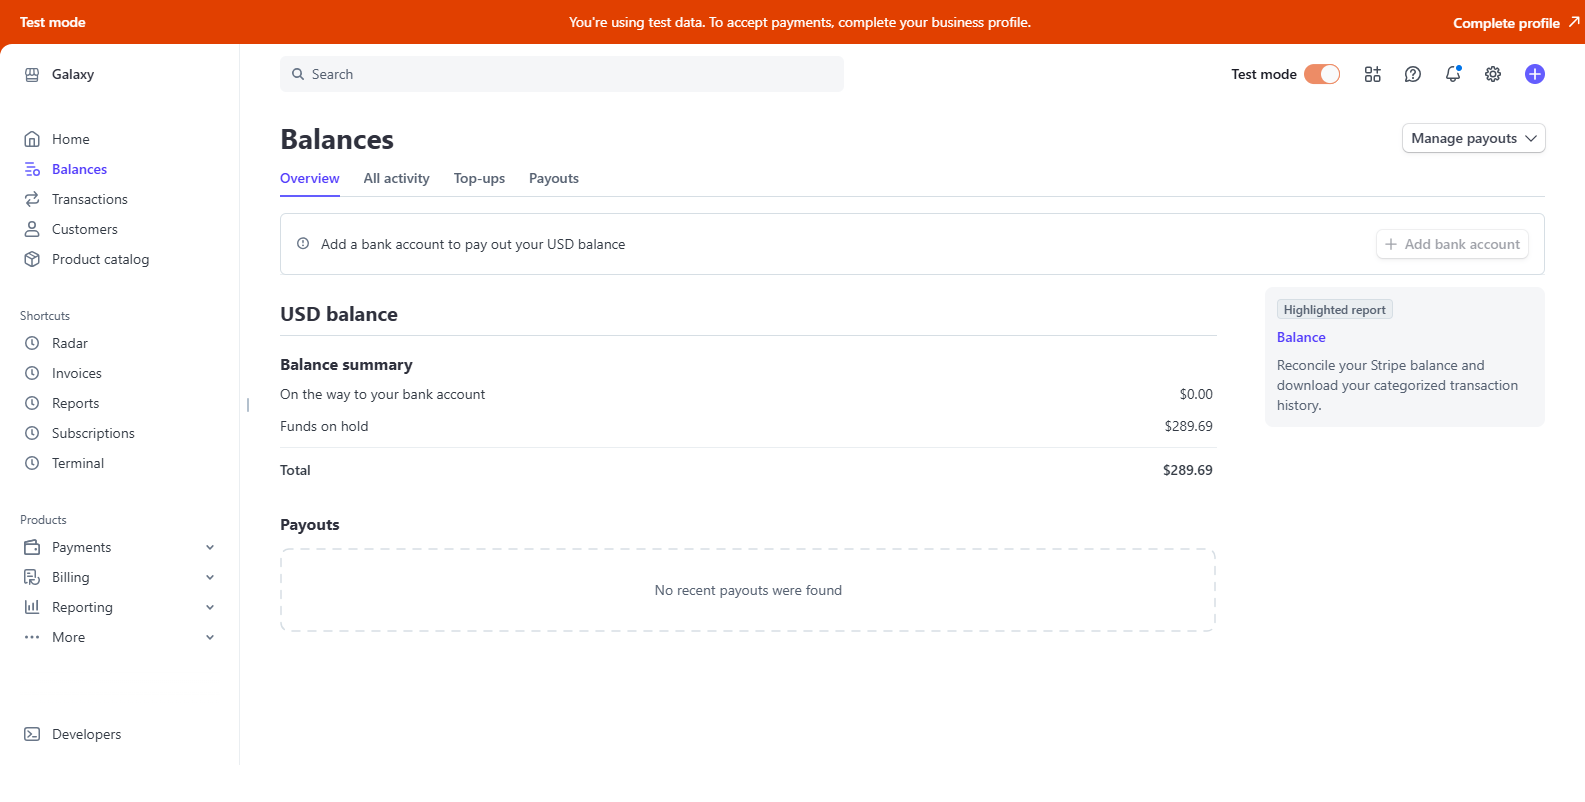 Test mode
You're using test data. To accept payments, complete your business profile.
Complete profile
Galaxy
Search
Test mode
Home
Balances
Transactions
Customers
Product catalog
Shortcuts
Radar
Invoices
Reports
Subscriptions
Terminal
Products
Payments
Billing
Reporting
More
Developers
Balances
Manage payouts
Overview
All activity
Top-ups
Payouts
Add a bank account to pay out your USD balance
Add bank account
USD balance
Balance summary
On the way to your bank account $0.00
Funds on hold $289.69
Total $289.69
Payouts
No recent payouts were found
Highlighted report
Balance
Reconcile your Stripe balance and
download your categorized transaction
history.